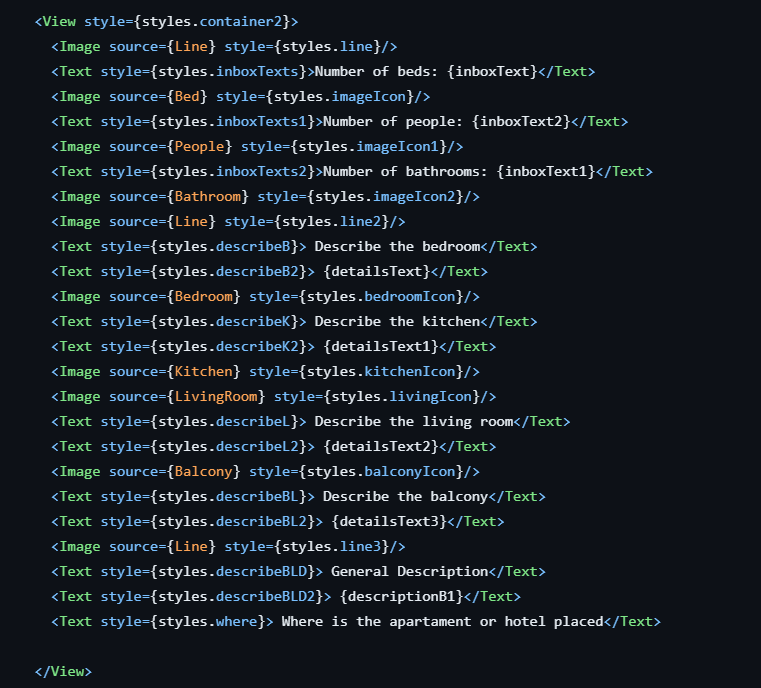 <View style={styles.container2}>
<Image source={Line} style={styles.line}/>
<Text style={styles.inboxTexts}>Number of beds: {inboxText}</Text>
<Image source={Bed} style={styles.imageIcon}/>
<Text style={styles.inboxTexts1}>Number of people: {inboxText2}</Text>
<Image source={People} style={styles.imageIcon1}/>
<Text style={styles.inboxTexts2}>Number of bathrooms: {inboxText1}</Text>
<Image source={Bathroom} style={styles.imageIcon2}/>
<Image source={Line} style={styles.line2}/>
<Text style={styles.describeB}> Describe the bedroom</Text>
<Text style={styles.describeB2}> {detailsText}</Text>
<Image source={Bedroom} style={styles.bedroomIcon}/>
<Text style={styles.describeK}> Describe the kitchen</Text>
<Text style={styles.describeK2}> {detailsText1}</Text>
<Image source={Kitchen} style={styles.kitchenIcon}/>
<Image source={LivingRoom} style={styles.livingIcon}/>
<Text style={styles.describeL}> Describe the living room</Text>
<Text style={styles.describeL2}> {detailsText2}</Text>
<Image source={Balcony} style={styles.balconyIcon}/>
<Text style={styles.describeBL}> Describe the balcony</Text>
<Text style={styles.describeBL2}> {detailsText3}</Text>
<Image source={Line} style={styles.line3}/>
<Text style={styles.describeBLD}> General Description</Text>
<Text style={styles.describeBLD2}> {descriptionB1}</Text>
<Text style={styles.where}> Where is the apartament or hotel placed</Text>
</View>